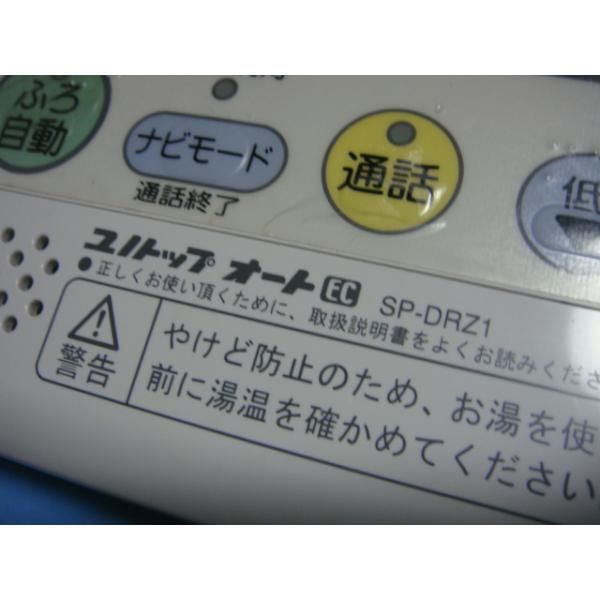 ふろ
自動
ナビモード
通話終了
通話
低
ユノトップ オート EC SP-DRZ1
●正しくお使い頂くために、取扱説明書をよくお読みくださ
警告
やけど防止のため、お湯を使
前に湯温を確かめてください